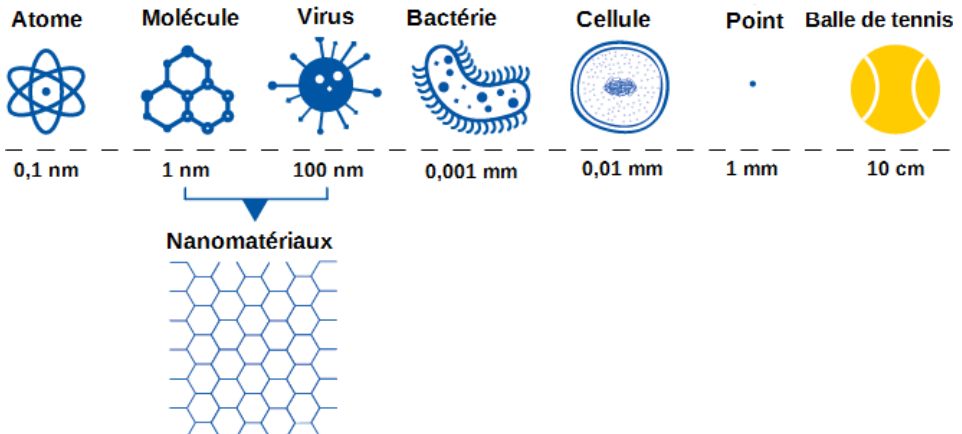 Atome Molécule Virus Bactérie Cellule Point Balle de tennis
0,1 nm 1 nm 100 nm 0,001 mm 0,01 mm 1 mm 10 cm
Nanomatériaux